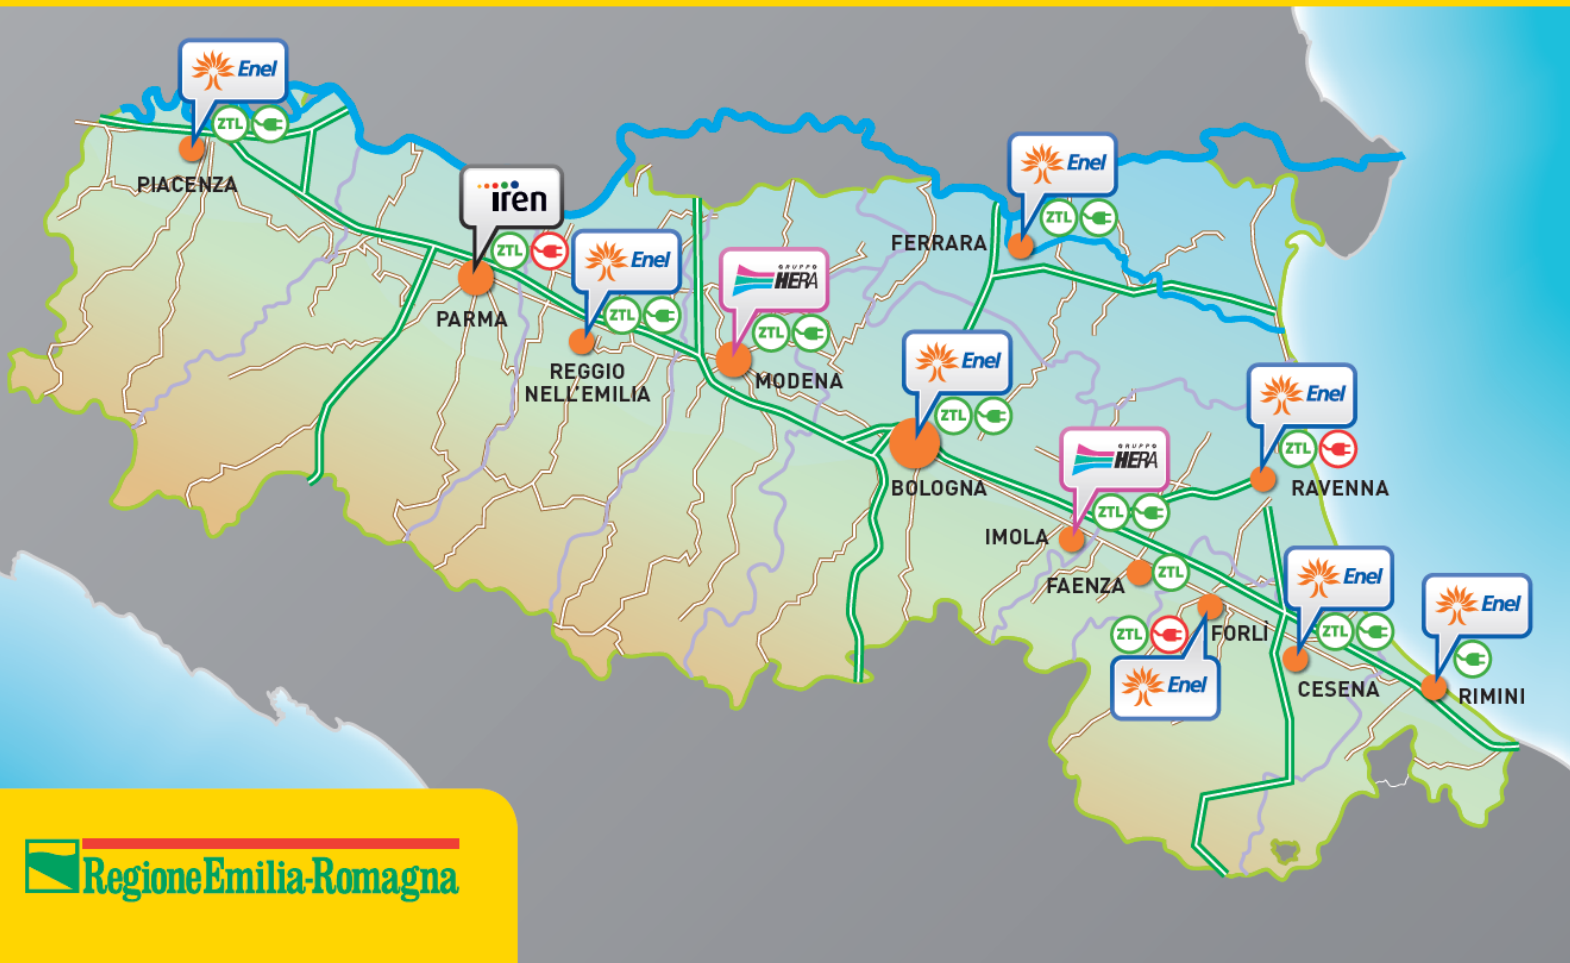 Enel
ZTL
PIACENZA
iren
ZTL
PARMA
Enel
ZTL
REGGIO
NELL'EMILIA
GRUPPO
HERA
ZTL
MODENA
Enel
ZTL
FERRARA
Enel
ZTL
BOLOGNA
GRUPPO
HERA
ZTL
IMOLA
ZTL
FAENZA
Enel
ZTL
RAVENNA
ZTL
FORLÌ
Enel
Enel
ZTL
CESENA
Enel
RIMINI
RegioneEmilia-Romagna